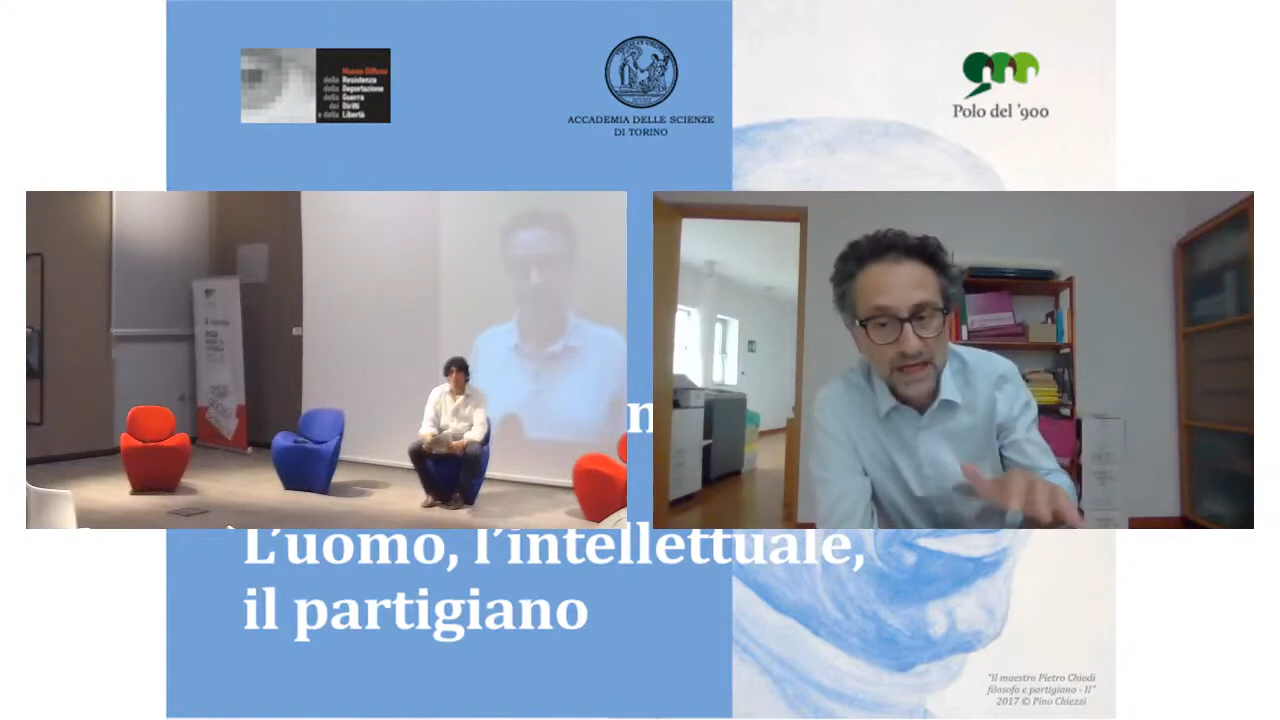 Museo Diffuso
della Resistenza
della Deportazione
della Guerra
dei Diritti
e della Libertà
ACCADEMIA DELLE SCIENZE
DI TORINO
Polo del '900
L'uomo, l'intellettuale,
il partigiano
"Il maestro Pietro Chiodi
filosofo e partigiano - II"
2017 © Pino Chiezzi